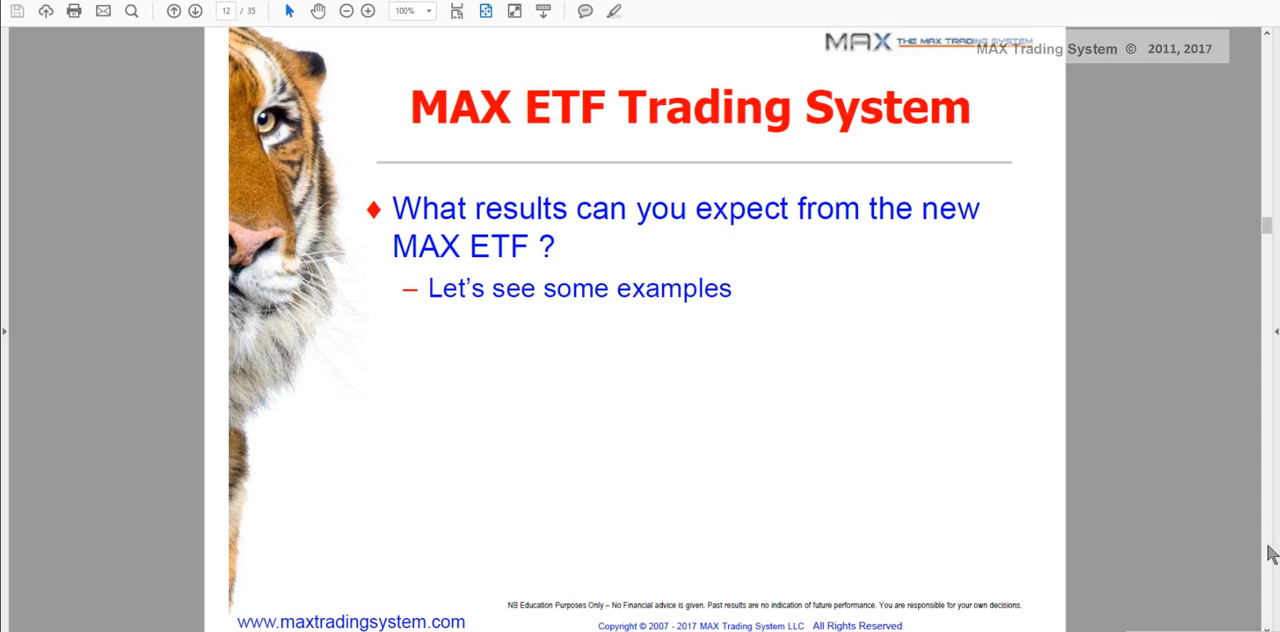 12 / 35
100%
MAX THE MAX TRADING SYSTEM
MAX Trading System © 2011, 2017
MAX ETF Trading System
What results can you expect from the new
MAX ETF ?
– Let's see some examples
NB Education Purposes Only – No Financial advice is given. Past results are no indication of future performance. You are responsible for your own decisions.
www.maxtradingsystem.com
Copyright © 2007 - 2017 MAX Trading System LLC All Rights Reserved